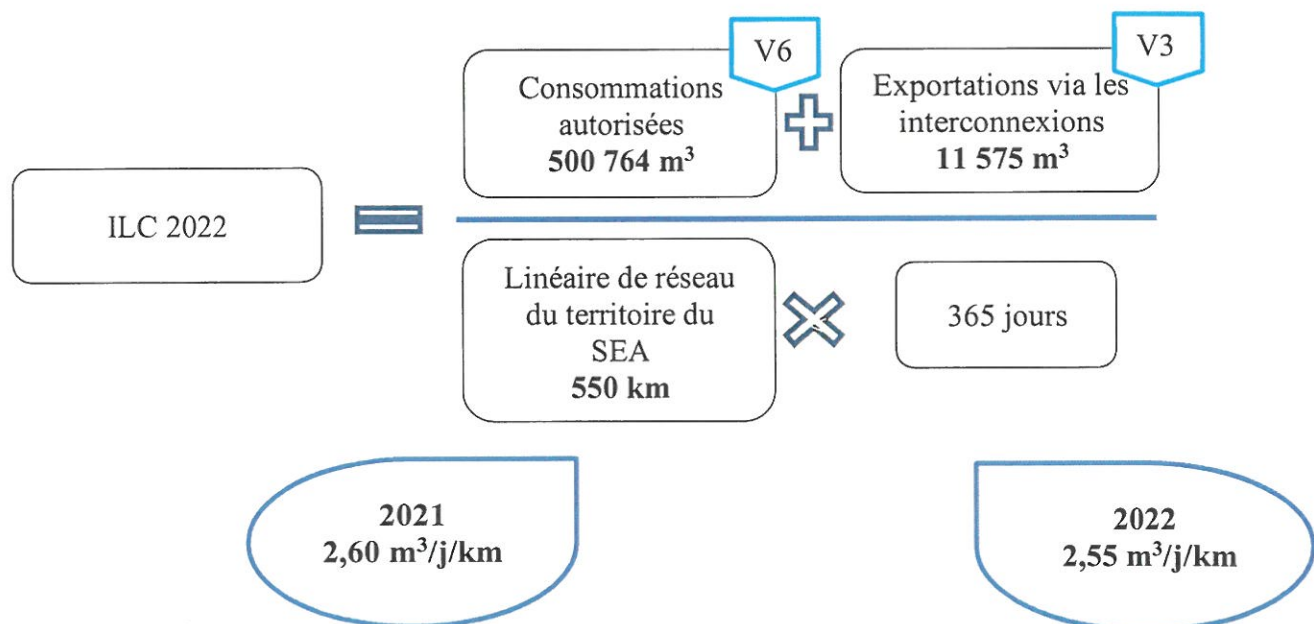 V6
Consommations
autorisées
500 764 m³
V3
Exportations via les
interconnexions
11 575 m³
ILC 2022
Linéaire de réseau
du territoire du
SEA
550 km
365 jours
2021
2,60 m³/j/km
2022
2,55 m³/j/km